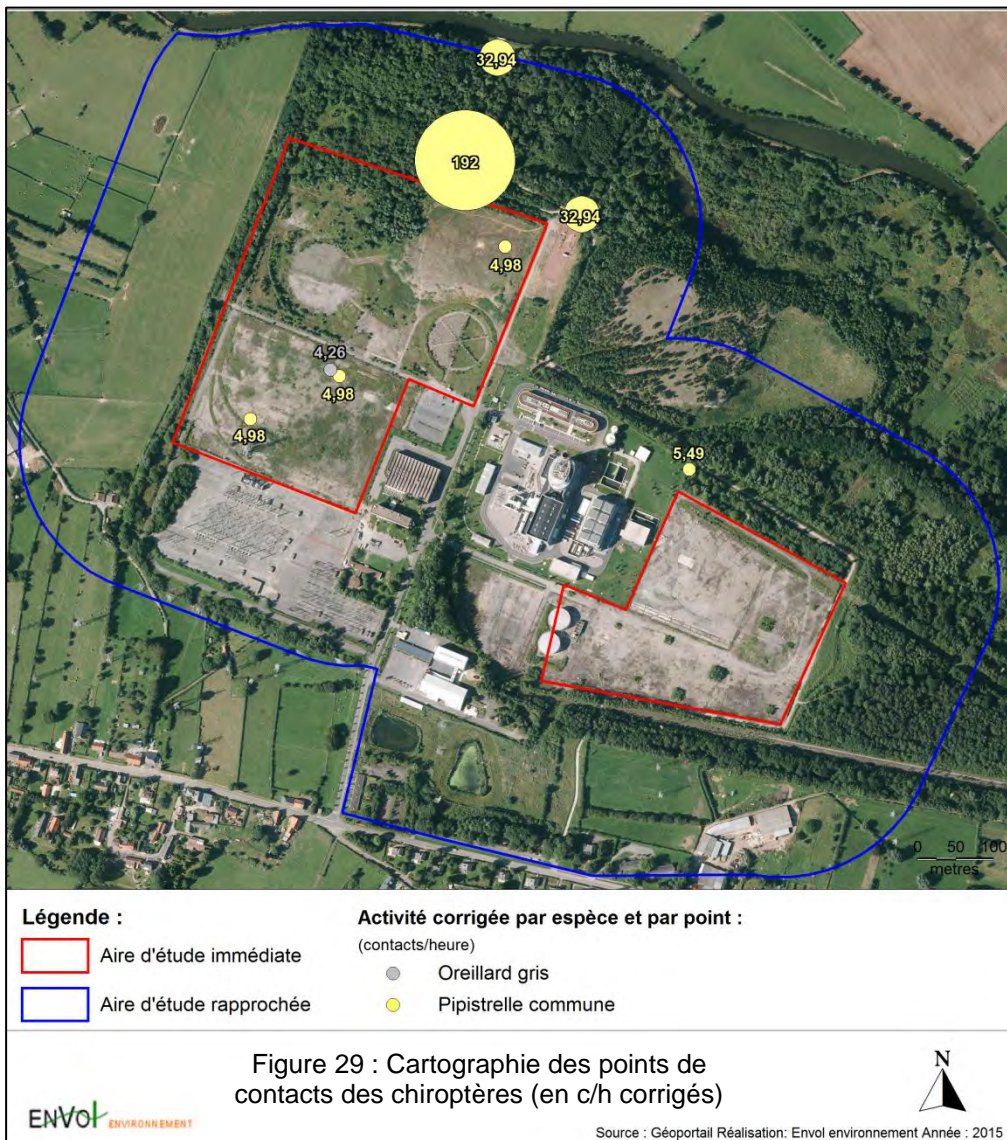 32,94
192
32,94
4,98
4,26
4,98
4,98
5,49
0 50 100
metres
Légende :
Aire d'étude immédiate
Aire d'étude rapprochée
Activité corrigée par espèce et par point :
(contacts/heure)
Oreillard gris
Pipistrelle commune
Figure 29 : Cartographie des points de
contacts des chiroptères (en c/h corrigés)
N
ENVOL ENVIRONNEMENT
Source : Géoportail Réalisation: Envol environnement Année : 2015